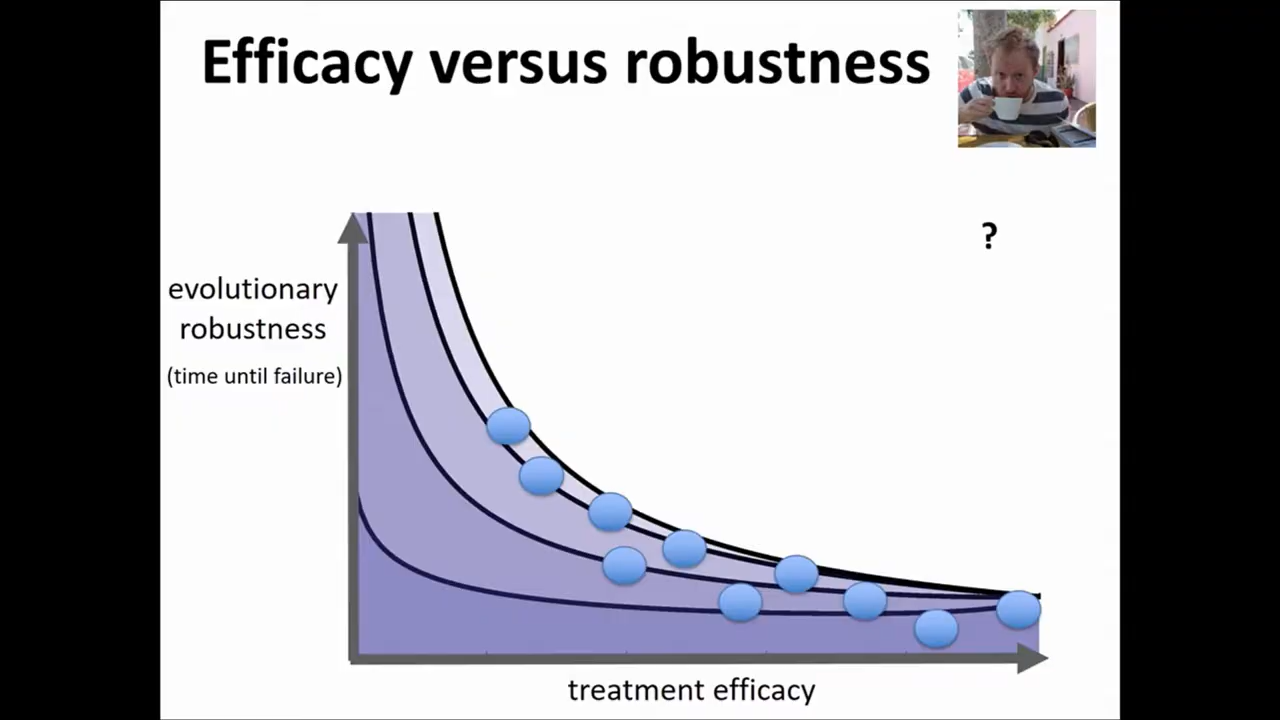 Efficacy versus robustness
?
evolutionary
robustness
(time until failure)
treatment efficacy